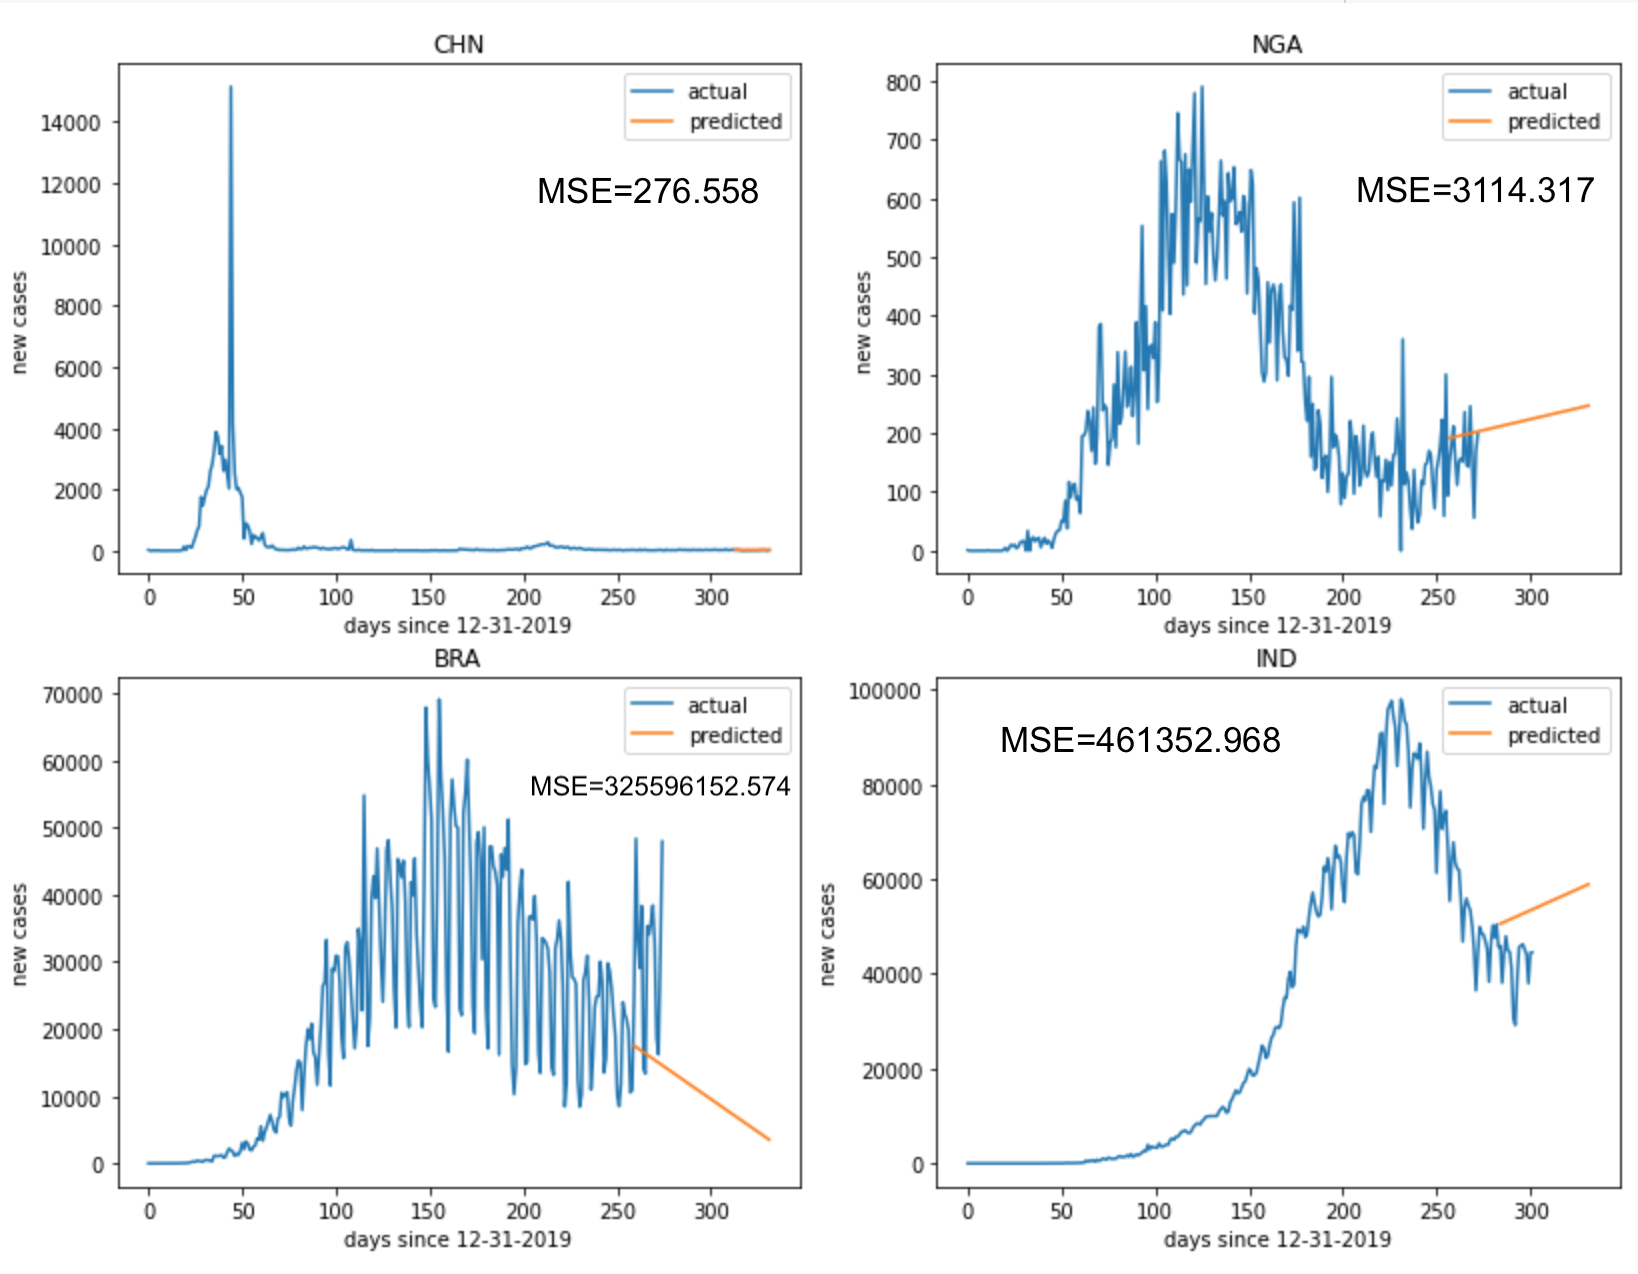 CHN
actual
predicted
MSE=276.558
14000
12000
10000
8000
6000
4000
2000
0
new cases
0 50 100 150 200 250 300
days since 12-31-2019
NGA
actual
predicted
MSE=3114.317
800
700
600
500
400
300
200
100
0
new cases
0 50 100 150 200 250 300
days since 12-31-2019
BRA
actual
predicted
MSE=325596152.574
70000
60000
50000
40000
30000
20000
10000
0
new cases
0 50 100 150 200 250 300
days since 12-31-2019
IND
actual
predicted
MSE=461352.968
100000
80000
60000
40000
20000
0
new cases
0 50 100 150 200 250 300
days since 12-31-2019